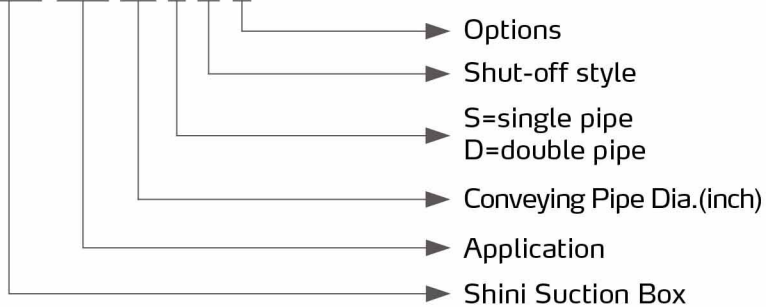 Options
Shut-off style
S=single pipe
D=double pipe
Conveying Pipe Dia.(inch)
Application
Shini Suction Box